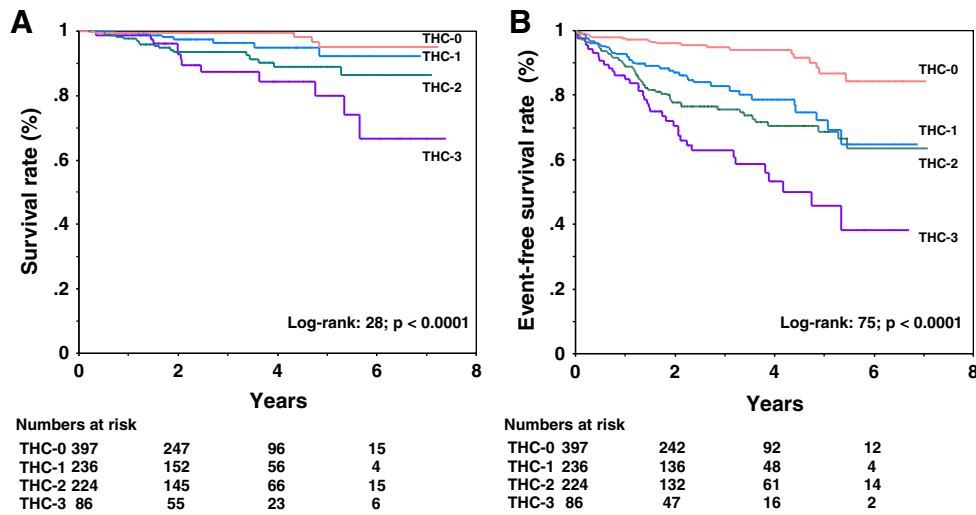 A
Survival rate (%)
1
.8
.6
.4
.2
0
0 2 4 6 8
Years
THC-0
THC-1
THC-2
THC-3
Log-rank: 28; p < 0.0001
Numbers at risk
THC-0 397 247 96 15
THC-1 236 152 56 4
THC-2 224 145 66 15
THC-3 86 55 23 6
B
Event-free survival rate (%)
1
.8
.6
.4
.2
0
0 2 4 6 8
Years
THC-0
THC-1
THC-2
THC-3
Log-rank: 75; p < 0.0001
Numbers at risk
THC-0 397 242 92 12
THC-1 236 136 48 4
THC-2 224 132 61 14
THC-3 86 47 16 2